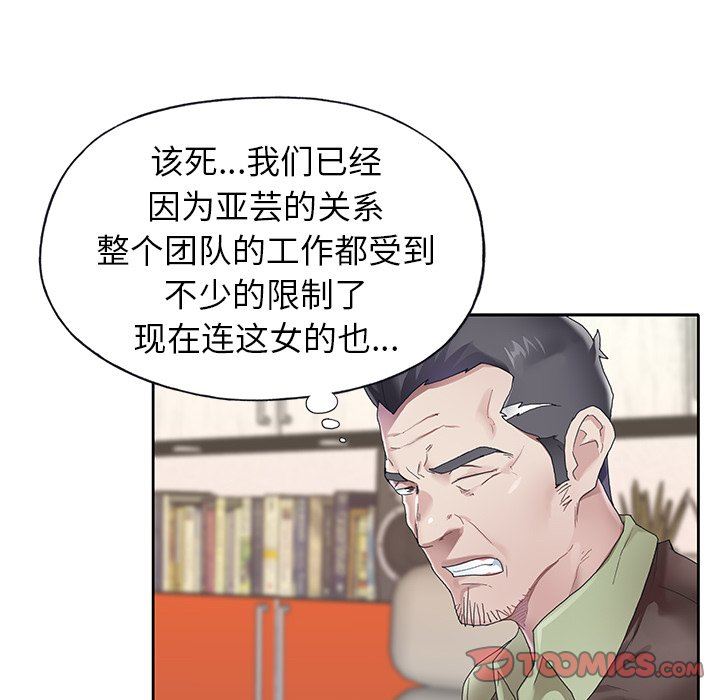 该死...我们已经
因为亚芸的关系
整个团队的工作都受到
不少的限制了
现在连这女的也...
TOOMICS.COM